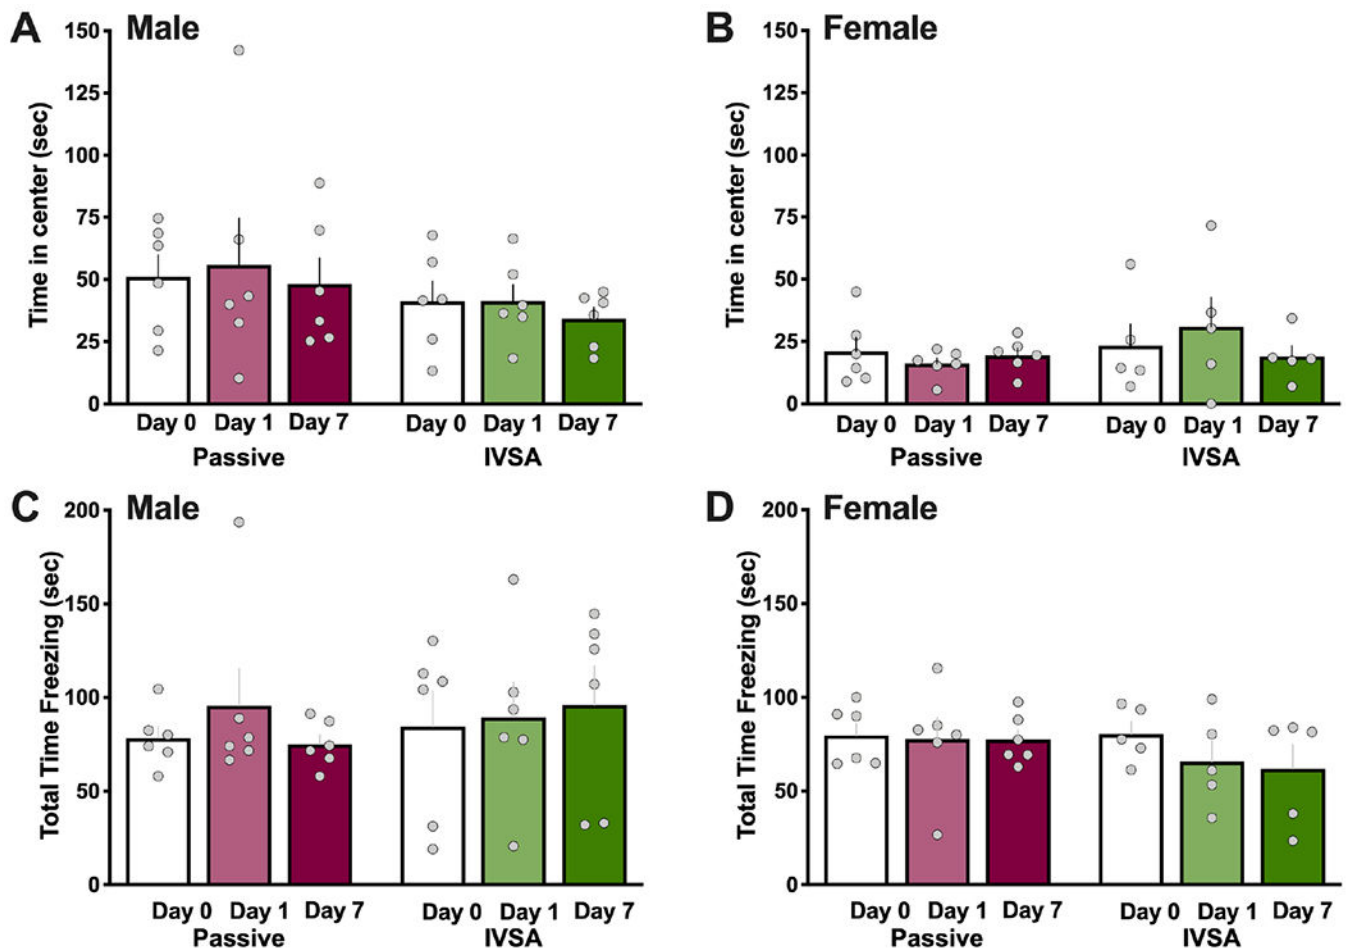 A Male
Time in center (sec)
150
125
100
75
50
25
0
Day 0 Day 1 Day 7 Day 0 Day 1 Day 7
Passive IVSA
B Female
Time in center (sec)
150
125
100
75
50
25
0
Day 0 Day 1 Day 7 Day 0 Day 1 Day 7
Passive IVSA
C Male
Total Time Freezing (sec)
200
150
100
50
0
Day 0 Day 1 Day 7 Day 0 Day 1 Day 7
Passive IVSA
D Female
Total Time Freezing (sec)
200
150
100
50
0
Day 0 Day 1 Day 7 Day 0 Day 1 Day 7
Passive IVSA